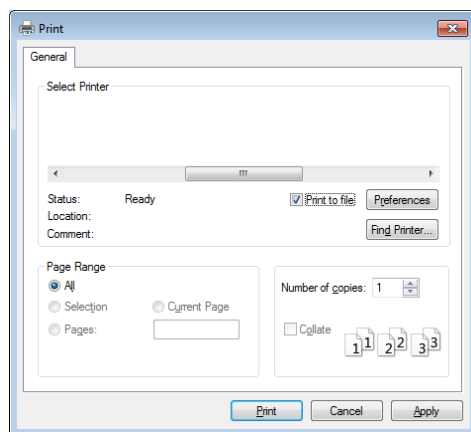 Print
General
Select Printer
Status: Ready
Print to file
Preferences
Location:
Comment:
Find Printer...
Page Range
All
Selection
Current Page
Pages:
Number of copies: 1
Collate
1 1 2 2 3 3
Print
Cancel
Apply